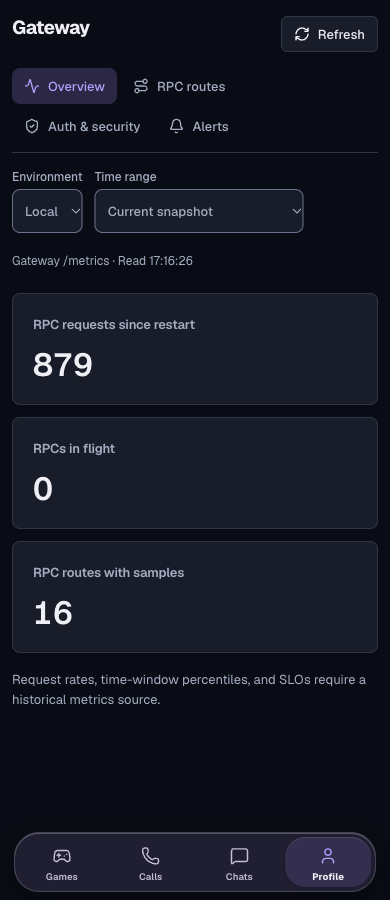 Gateway
Refresh
Overview
RPC routes
Auth & security
Alerts
Environment
Time range
Local
Current snapshot
Gateway /metrics · Read 17:16:26
RPC requests since restart
879
RPCs in flight
0
RPC routes with samples
16
Request rates, time-window percentiles, and SLOs require a
historical metrics source.
Games
Calls
Chats
Profile